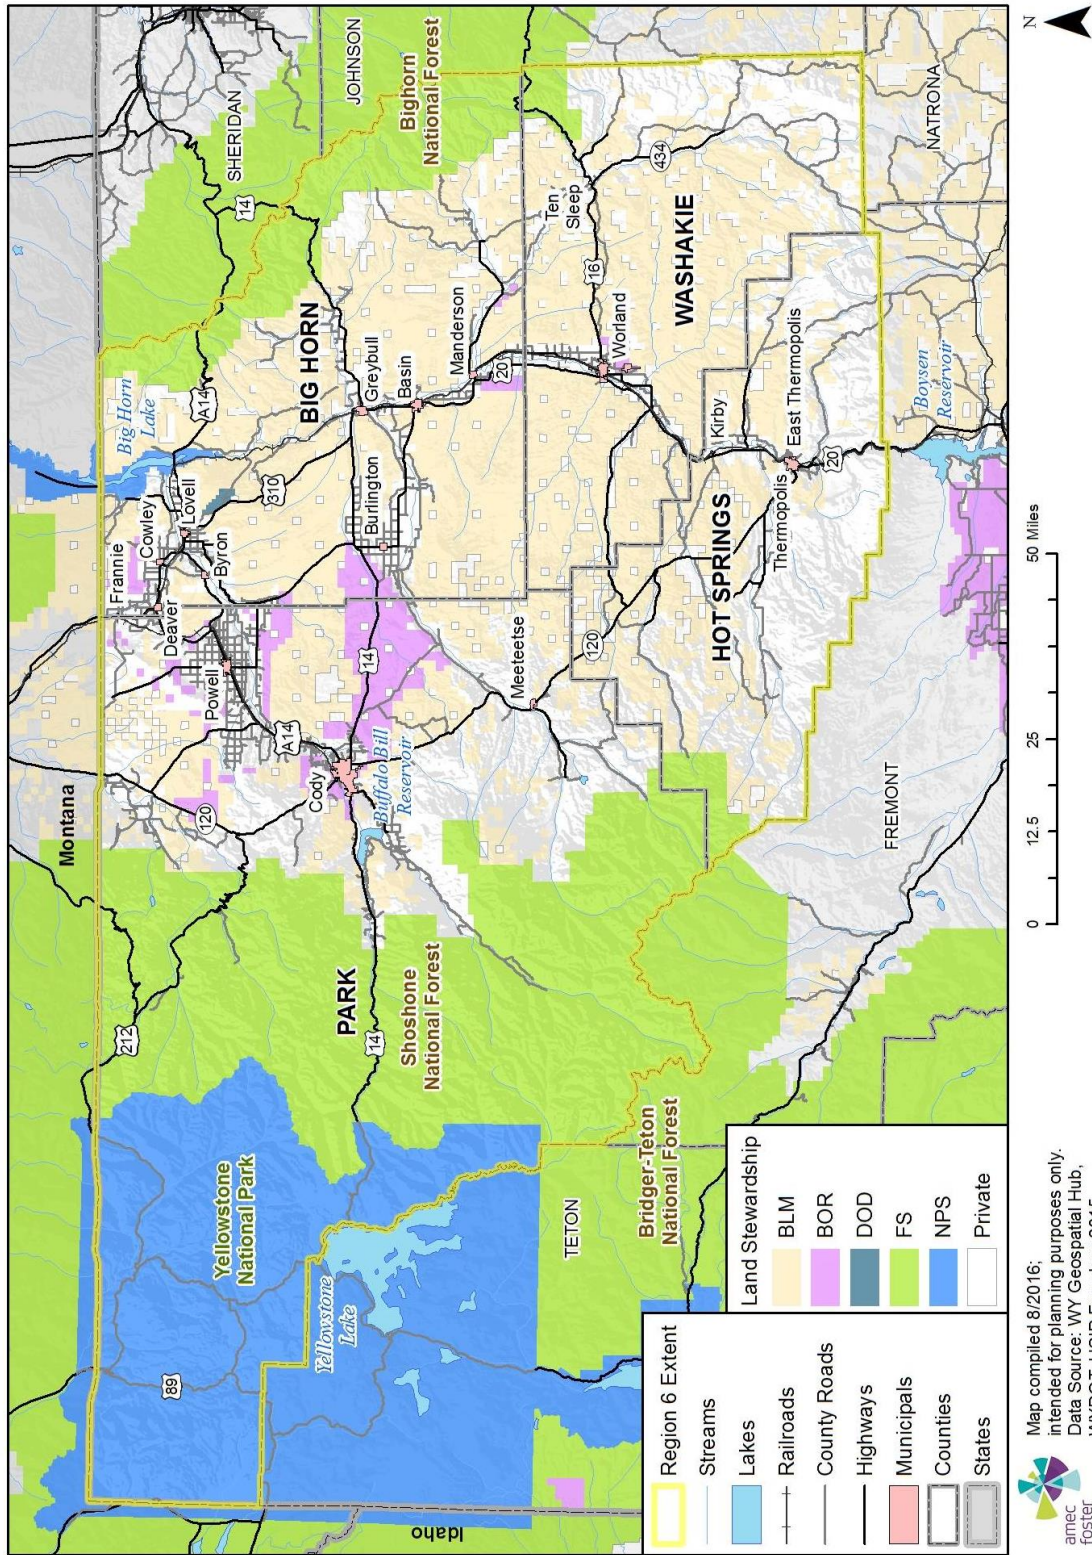 Montana
Idaho
Yellowstone
National Park
Yellowstone
Lake
89
212
PARK
Shoshone
National Forest
14
120
A14
Cody
Buffalo Bill
Reservoir
Powell
Deaver
Frannie
Cowley
Lovell
Byron
Big Horn
Lake
A14
310
14
SHERIDAN
JOHNSON
Bighorn
National Forest
BIG HORN
Greybull
Basin
Burlington
14
Manderson
20
Meeteetse
120
Ten
Sleep
16
434
Worland
WASHAKIE
Kirby
HOT SPRINGS
Thermopolis
East Thermopolis
20
Boysen
Reservoir
NATRONA
FREMONT
TETON
Bridger-Teton
National Forest
Region 6 Extent
Streams
Lakes
Railroads
County Roads
Highways
Municipals
Counties
States
Land Stewardship
BLM
BOR
DOD
FS
NPS
Private
amec
foster
Map compiled 8/2016;
intended for planning purposes only.
Data Source: WY Geospatial Hub,
0 12.5 25 50 Miles
N